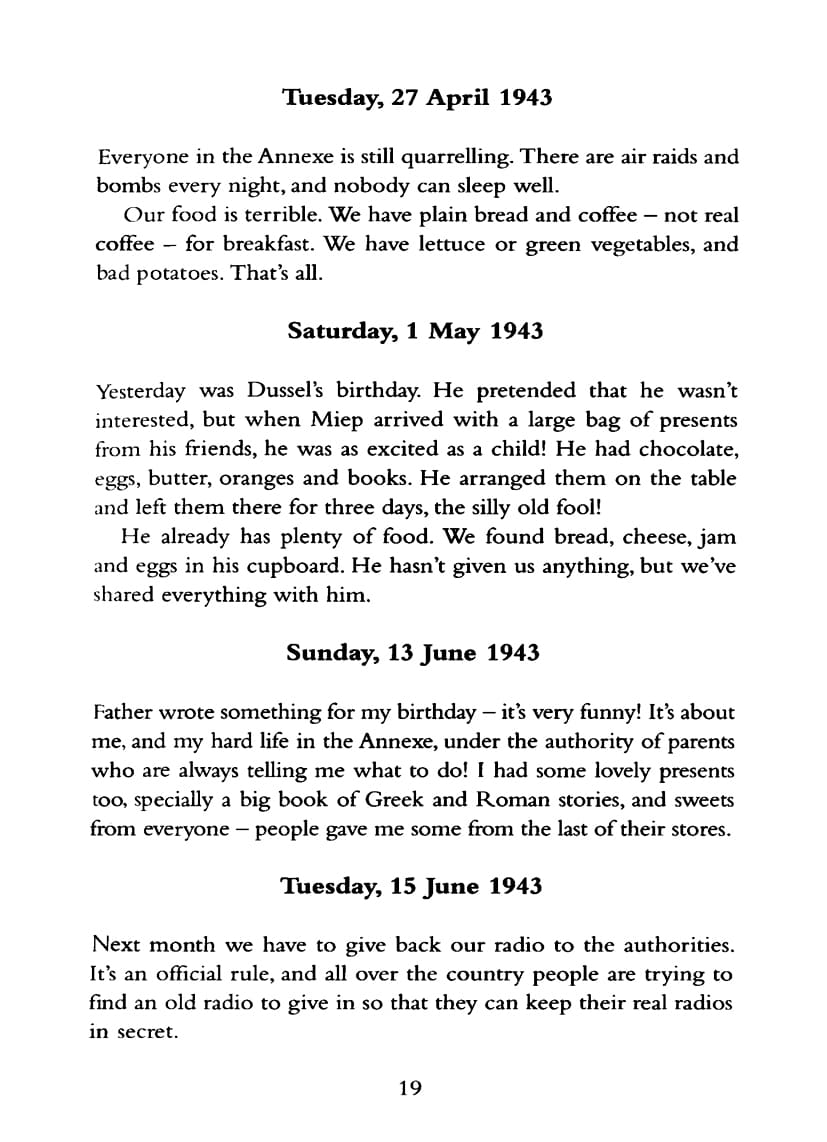 Tuesday, 27 April 1943
Everyone in the Annexe is still quarrelling. There are air raids and
bombs every night, and nobody can sleep well.
Our food is terrible. We have plain bread and coffee – not real
coffee – for breakfast. We have lettuce or green vegetables, and
bad potatoes. That's all.
Saturday, 1 May 1943
Yesterday was Dussel's birthday. He pretended that he wasn't
interested, but when Miep arrived with a large bag of presents
from his friends, he was as excited as a child! He had chocolate,
eggs, butter, oranges and books. He arranged them on the table
and left them there for three days, the silly old fool!
He already has plenty of food. We found bread, cheese, jam
and eggs in his cupboard. He hasn't given us anything, but we've
shared everything with him.
Sunday, 13 June 1943
Father wrote something for my birthday – it's very funny! It's about
me, and my hard life in the Annexe, under the authority of parents
who are always telling me what to do! I had some lovely presents
too, specially a big book of Greek and Roman stories, and sweets
from everyone – people gave me some from the last of their stores.
Tuesday, 15 June 1943
Next month we have to give back our radio to the authorities.
It's an official rule, and all over the country people are trying to
find an old radio to give in so that they can keep their real radios
in secret.
19